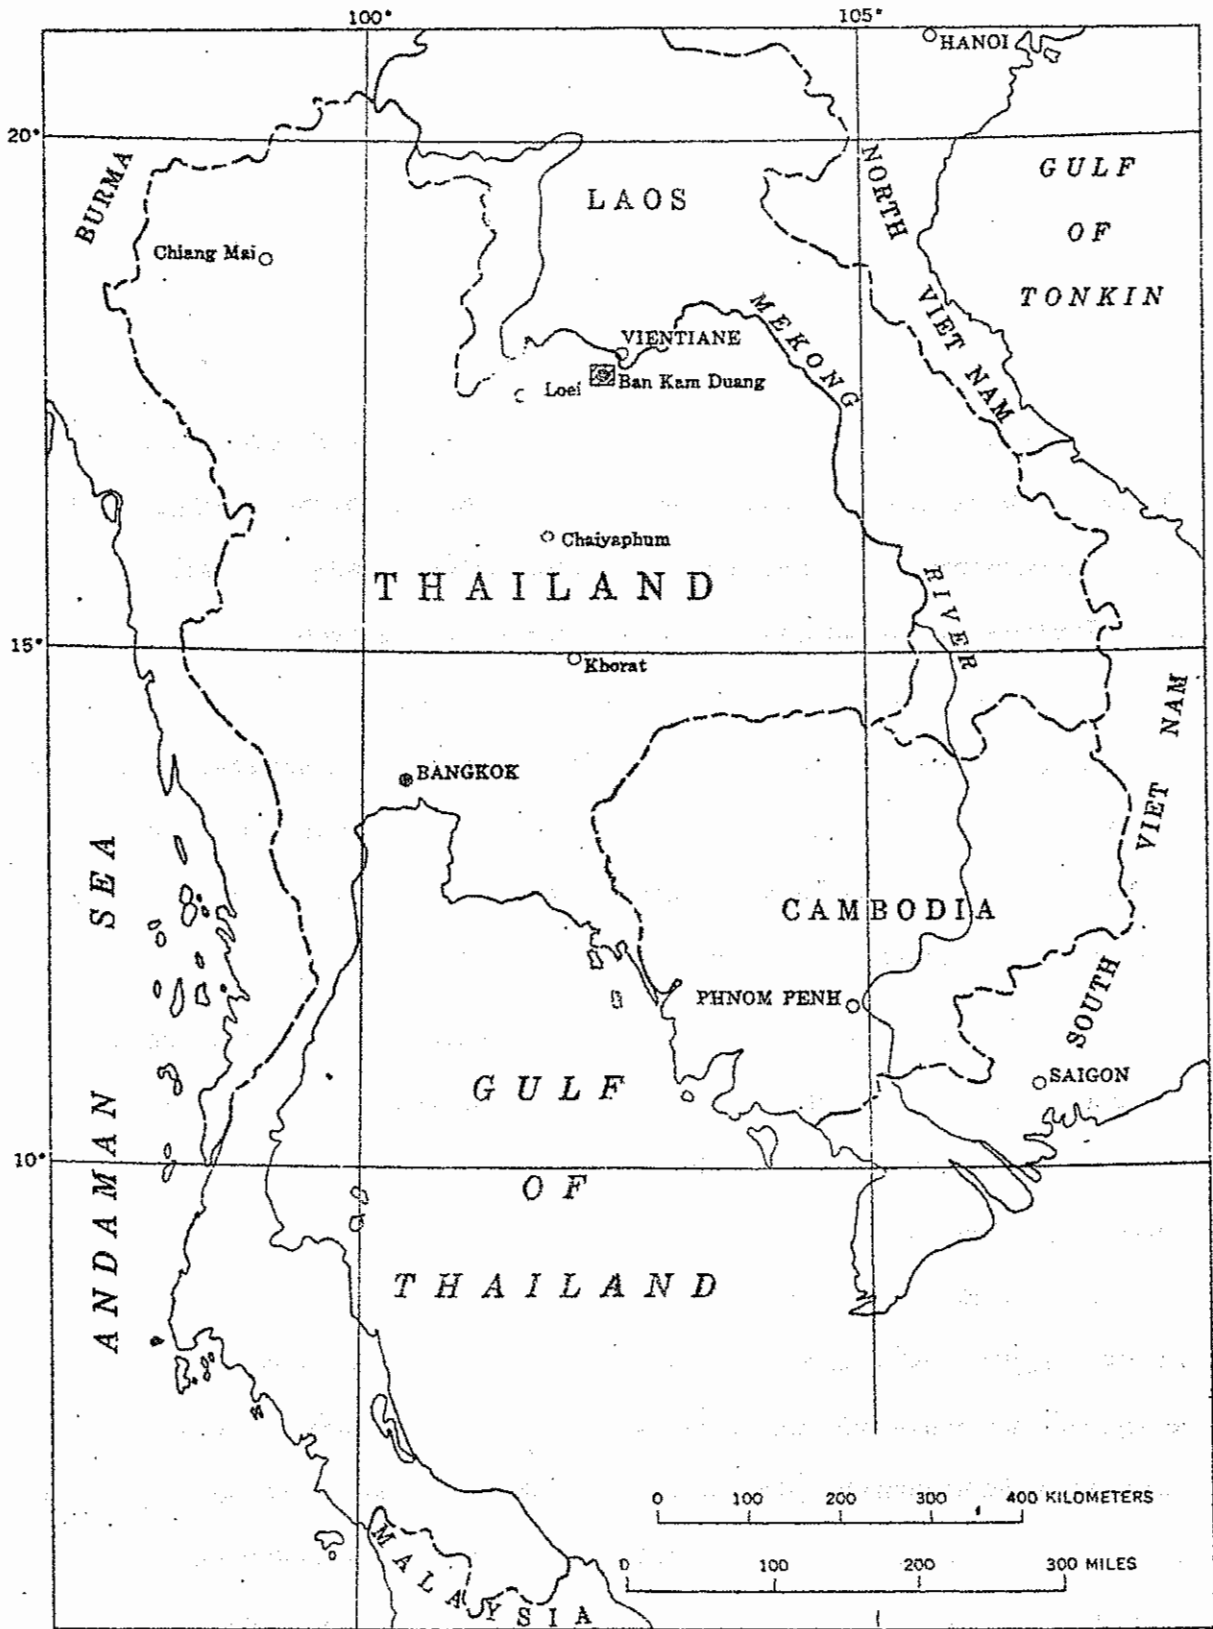 100° 105°
HANOI
20°
BURMA
NORTH VIET NAM
GULF
OF
TONKIN
LAOS
Chiang Mai
MEKONG RIVER
VIENTIANE
Loei
Ban Kam Duang
Chaiyaphum
THAILAND
15°
Khorat
BANGKOK
SOUTH VIET NAM
CAMBODIA
ANDAMAN SEA
PHNOM PENH
SAIGON
GULF
OF
THAILAND
10°
0 100 200 300 400 KILOMETERS
0 100 200 300 MILES
MALAYSIA